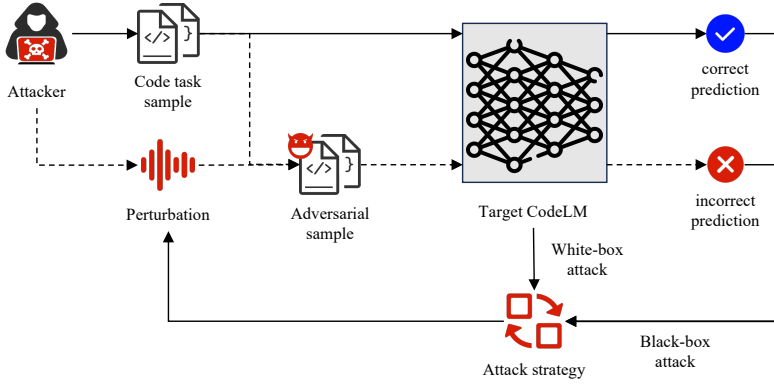 Attacker
Code task
sample
correct
prediction
Perturbation
Adversarial
sample
Target CodeLM
incorrect
prediction
White-box
attack
Attack strategy
Black-box
attack